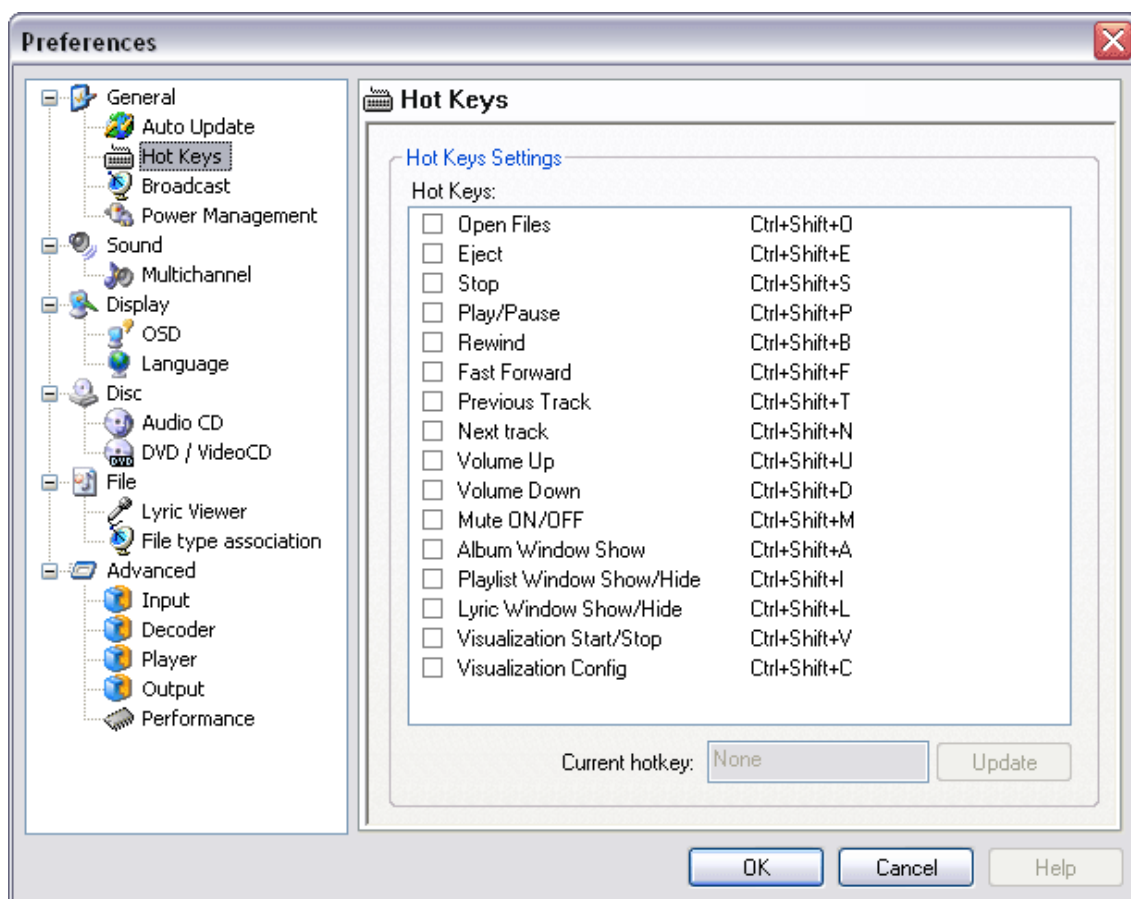 Preferences
General
Auto Update
Hot Keys
Broadcast
Power Management
Sound
Multichannel
Display
OSD
Language
Disc
Audio CD
DVD / VideoCD
File
Lyric Viewer
File type association
Advanced
Input
Decoder
Player
Output
Performance
Hot Keys
Hot Keys Settings
Hot Keys:
Open Files Ctrl+Shift+O
Eject Ctrl+Shift+E
Stop Ctrl+Shift+S
Play/Pause Ctrl+Shift+P
Rewind Ctrl+Shift+B
Fast Forward Ctrl+Shift+F
Previous Track Ctrl+Shift+T
Next track Ctrl+Shift+N
Volume Up Ctrl+Shift+U
Volume Down Ctrl+Shift+D
Mute ON/OFF Ctrl+Shift+M
Album Window Show Ctrl+Shift+A
Playlist Window Show/Hide Ctrl+Shift+I
Lyric Window Show/Hide Ctrl+Shift+L
Visualization Start/Stop Ctrl+Shift+V
Visualization Config Ctrl+Shift+C
Current hotkey: None Update
OK Cancel Help